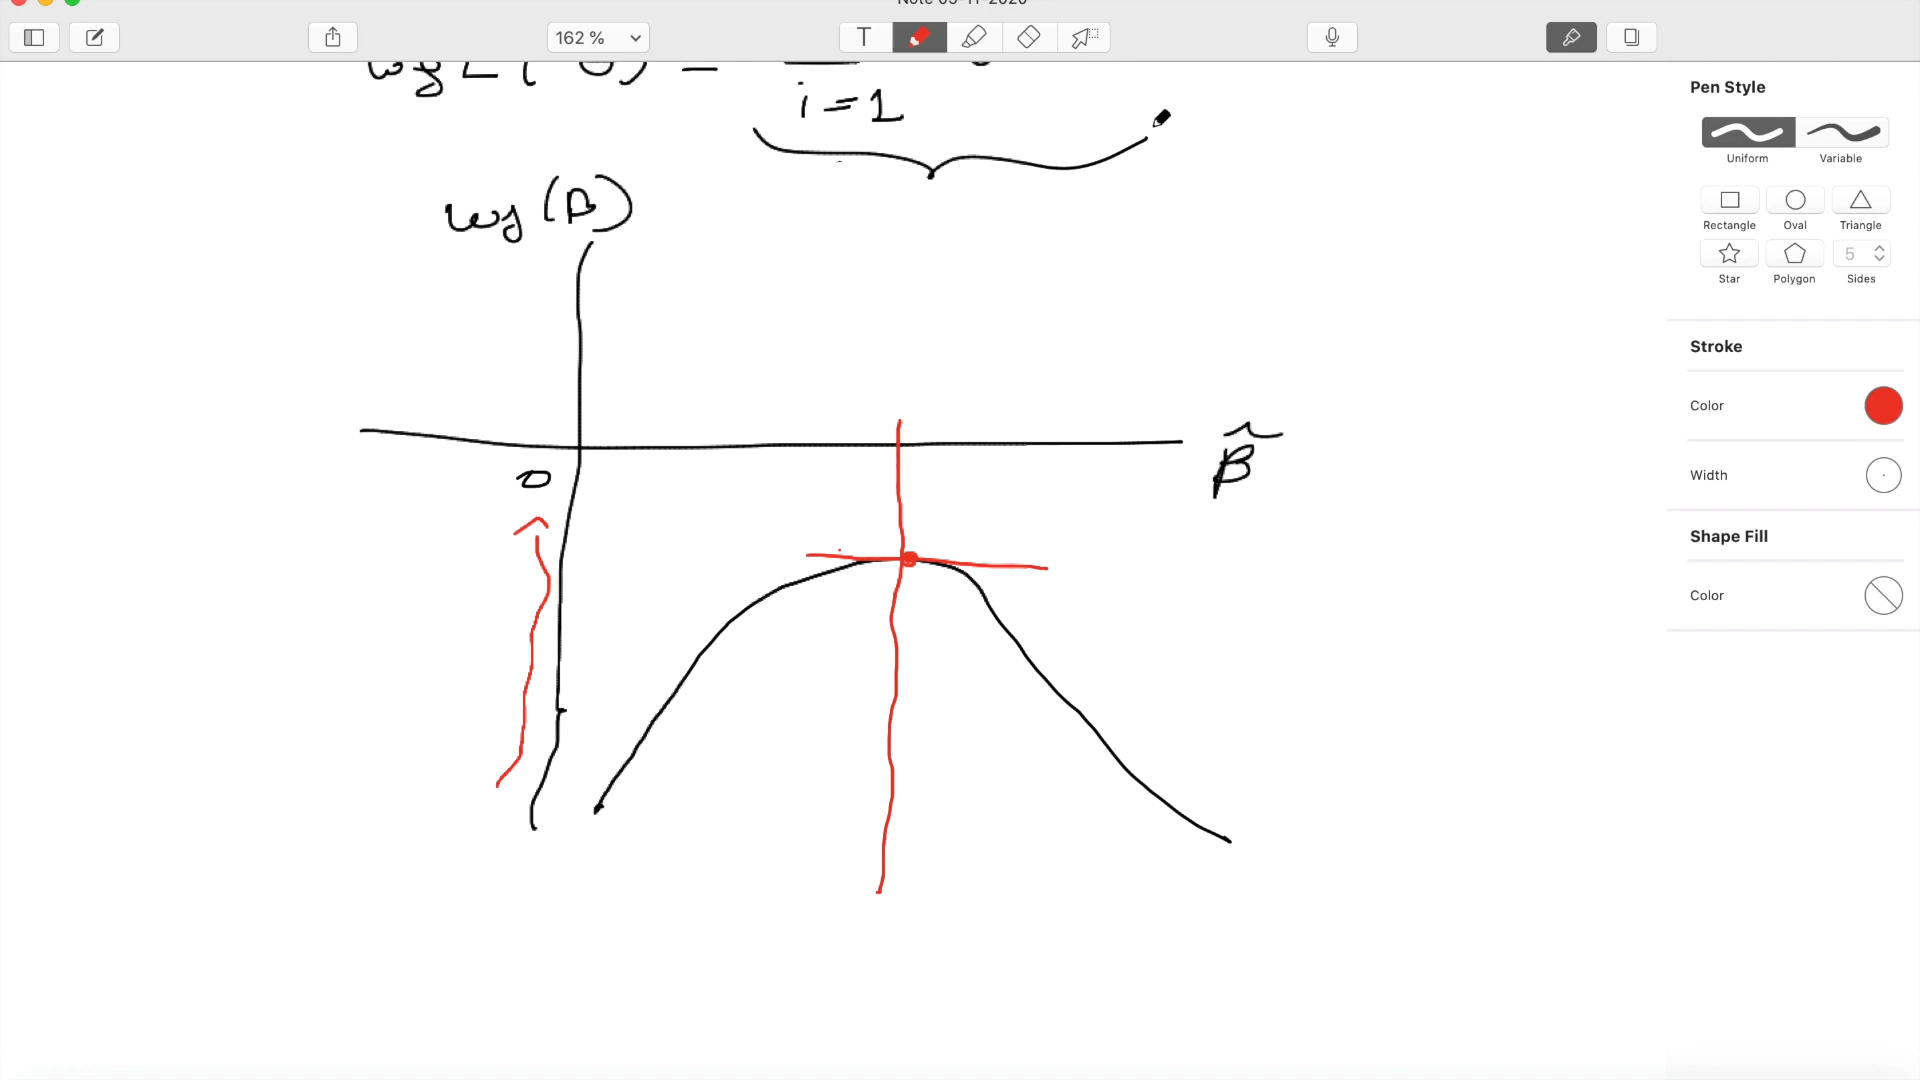 162 %
T
i = 1
log (β)
0
β̂
Pen Style
Uniform Variable
Rectangle Oval Triangle
5
Star Polygon Sides
Stroke
Color
Width
Shape Fill
Color